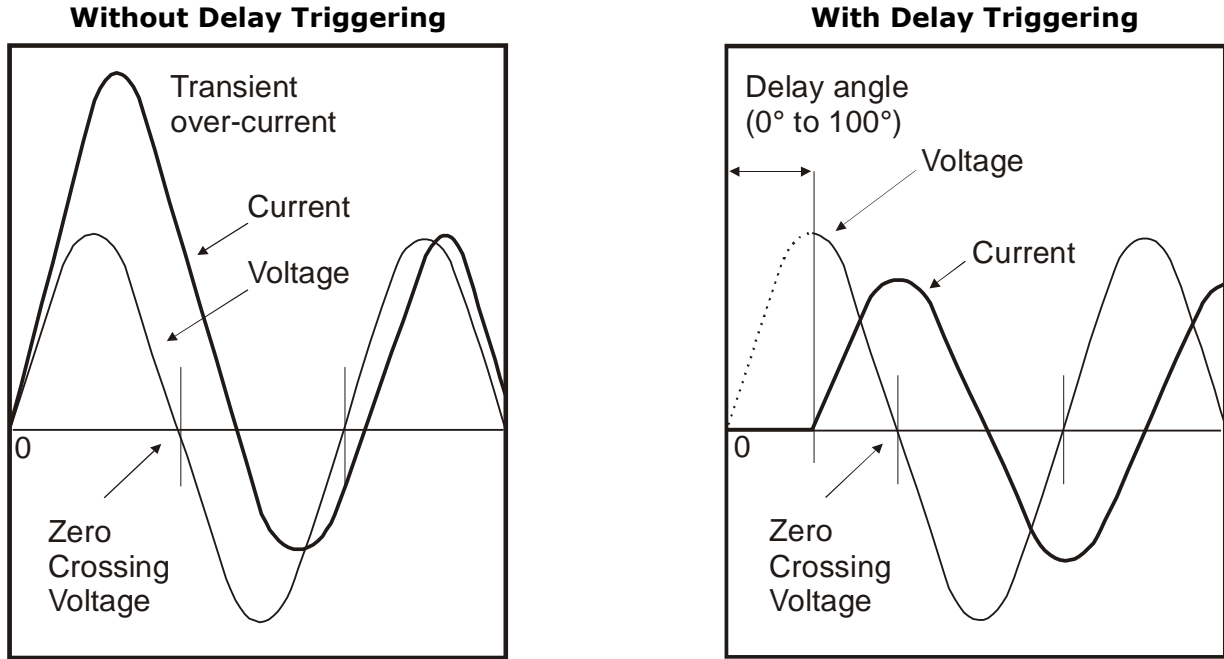 Without Delay Triggering
Transient
over-current
Current
Voltage
0
Zero
Crossing
Voltage
With Delay Triggering
Delay angle
(0° to 100°)
Voltage
Current
0
Zero
Crossing
Voltage